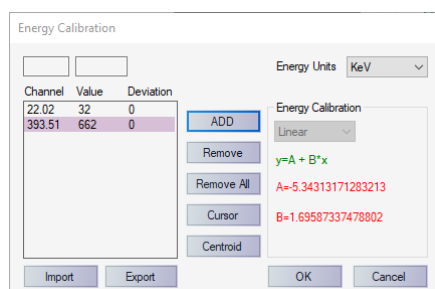 Energy Calibration
Energy Units KeV
Channel Value Deviation
22.02 32 0
393.51 662 0
ADD
Remove
Remove All
Cursor
Centroid
Energy Calibration
Linear
y=A + B*x
A=-5.34313171283213
B=1.69587337478802
Import Export OK Cancel